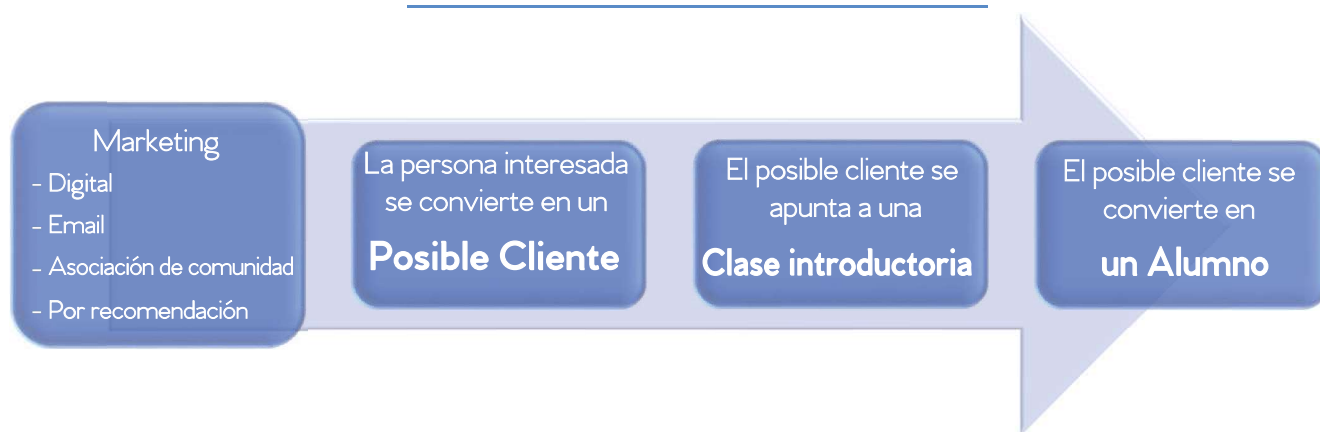 Marketing
- Digital
- Email
- Asociación de comunidad
- Por recomendación
La persona interesada
se convierte en un
Posible Cliente
El posible cliente se
apunta a una
Clase introductoria
El posible cliente se
convierte en
un Alumno